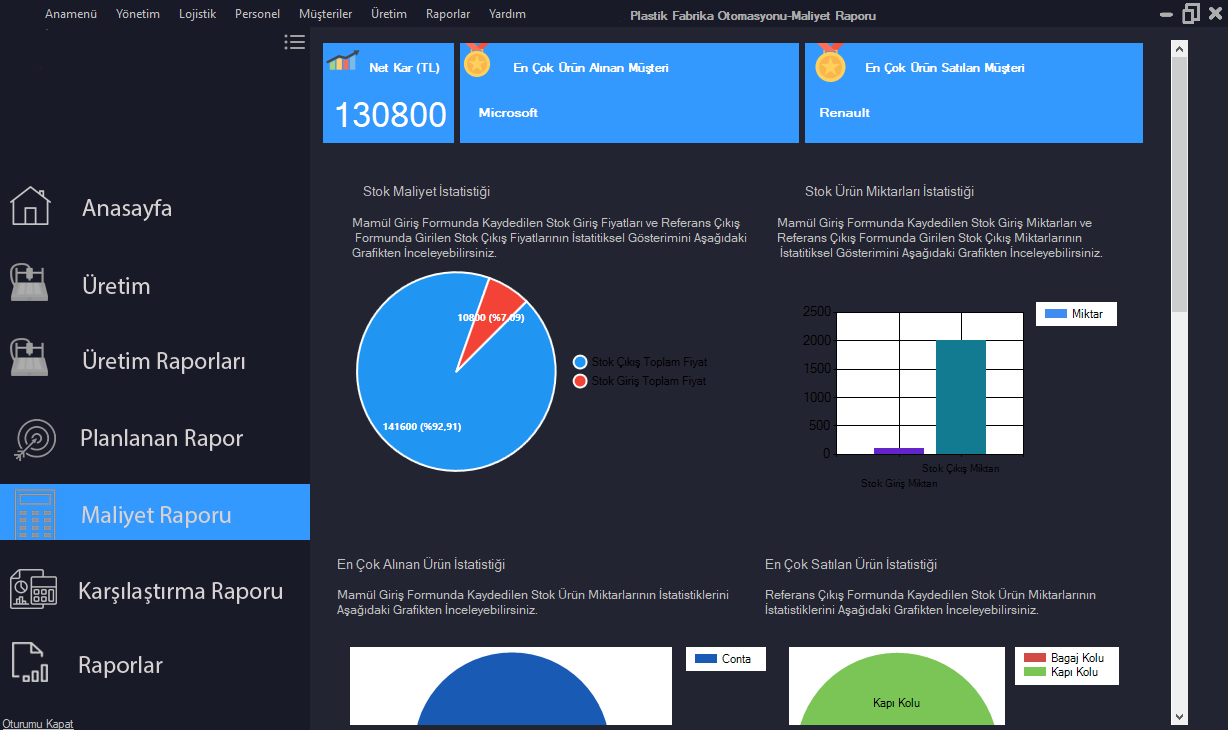 Anamenü Yönetim Lojistik Personel Müşteriler Üretim Raporlar Yardım
Plastik Fabrika Otomasyonu-Maliyet Raporu
Net Kar (TL)
130800
En Çok Ürün Alınan Müşteri
Microsoft
En Çok Ürün Satılan Müşteri
Renault
Anasayfa
Üretim
Üretim Raporları
Planlanan Rapor
Maliyet Raporu
Karşılaştırma Raporu
Raporlar
Oturumu Kapat
Stok Maliyet İstatistiği
Mamül Giriş Formunda Kaydedilen Stok Giriş Fiyatları ve Referans Çıkış
Formunda Girilen Stok Çıkış Fiyatlarının İstatitiksel Gösterimini Aşağıdaki
Grafikten İnceleyebilirsiniz.
10800 (%7,09)
141600 (%92,91)
Stok Çıkış Toplam Fiyat
Stok Giriş Toplam Fiyat
Stok Ürün Miktarları İstatistiği
Mamül Giriş Formunda Kaydedilen Stok Giriş Miktarları ve
Referans Çıkış Formunda Girilen Stok Çıkış Miktarlarının
İstatitiksel Gösterimini Aşağıdaki Grafikten İnceleyebilirsiniz.
2500
2000
1500
1000
500
0
Stok Çıkış Miktarı
Stok Giriş Miktarı
Miktar
En Çok Alınan Ürün İstatistiği
Mamül Giriş Formunda Kaydedilen Stok Ürün Miktarlarının İstatistiklerini
Aşağıdaki Grafikten İnceleyebilirsiniz.
Conta
En Çok Satılan Ürün İstatistiği
Referans Çıkış Formunda Kaydedilen Stok Ürün Miktarlarının
İstatistiklerini Aşağıdaki Grafikten İnceleyebilirsiniz.
Kapı Kolu
Bagaj Kolu
Kapı Kolu